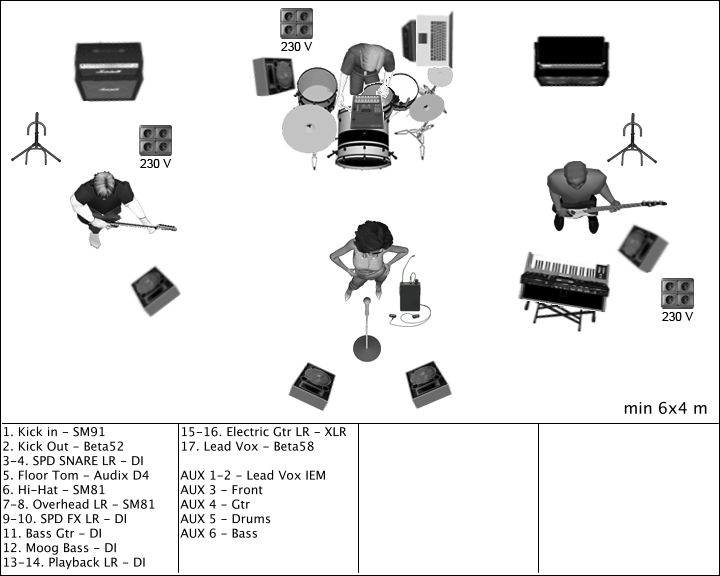 230 V
230 V
230 V
Marshall
Marshall
min 6x4 m
1. Kick in - SM91
2. Kick Out - Beta52
3-4. SPD SNARE LR - DI
5. Floor Tom - Audix D4
6. Hi-Hat - SM81
7-8. Overhead LR - SM81
9-10. SPD FX LR - DI
11. Bass Gtr - DI
12. Moog Bass - DI
13-14. Playback LR - DI
15-16. Electric Gtr LR - XLR
17. Lead Vox - Beta58
AUX 1-2 - Lead Vox IEM
AUX 3 - Front
AUX 4 - Gtr
AUX 5 - Drums
AUX 6 - Bass